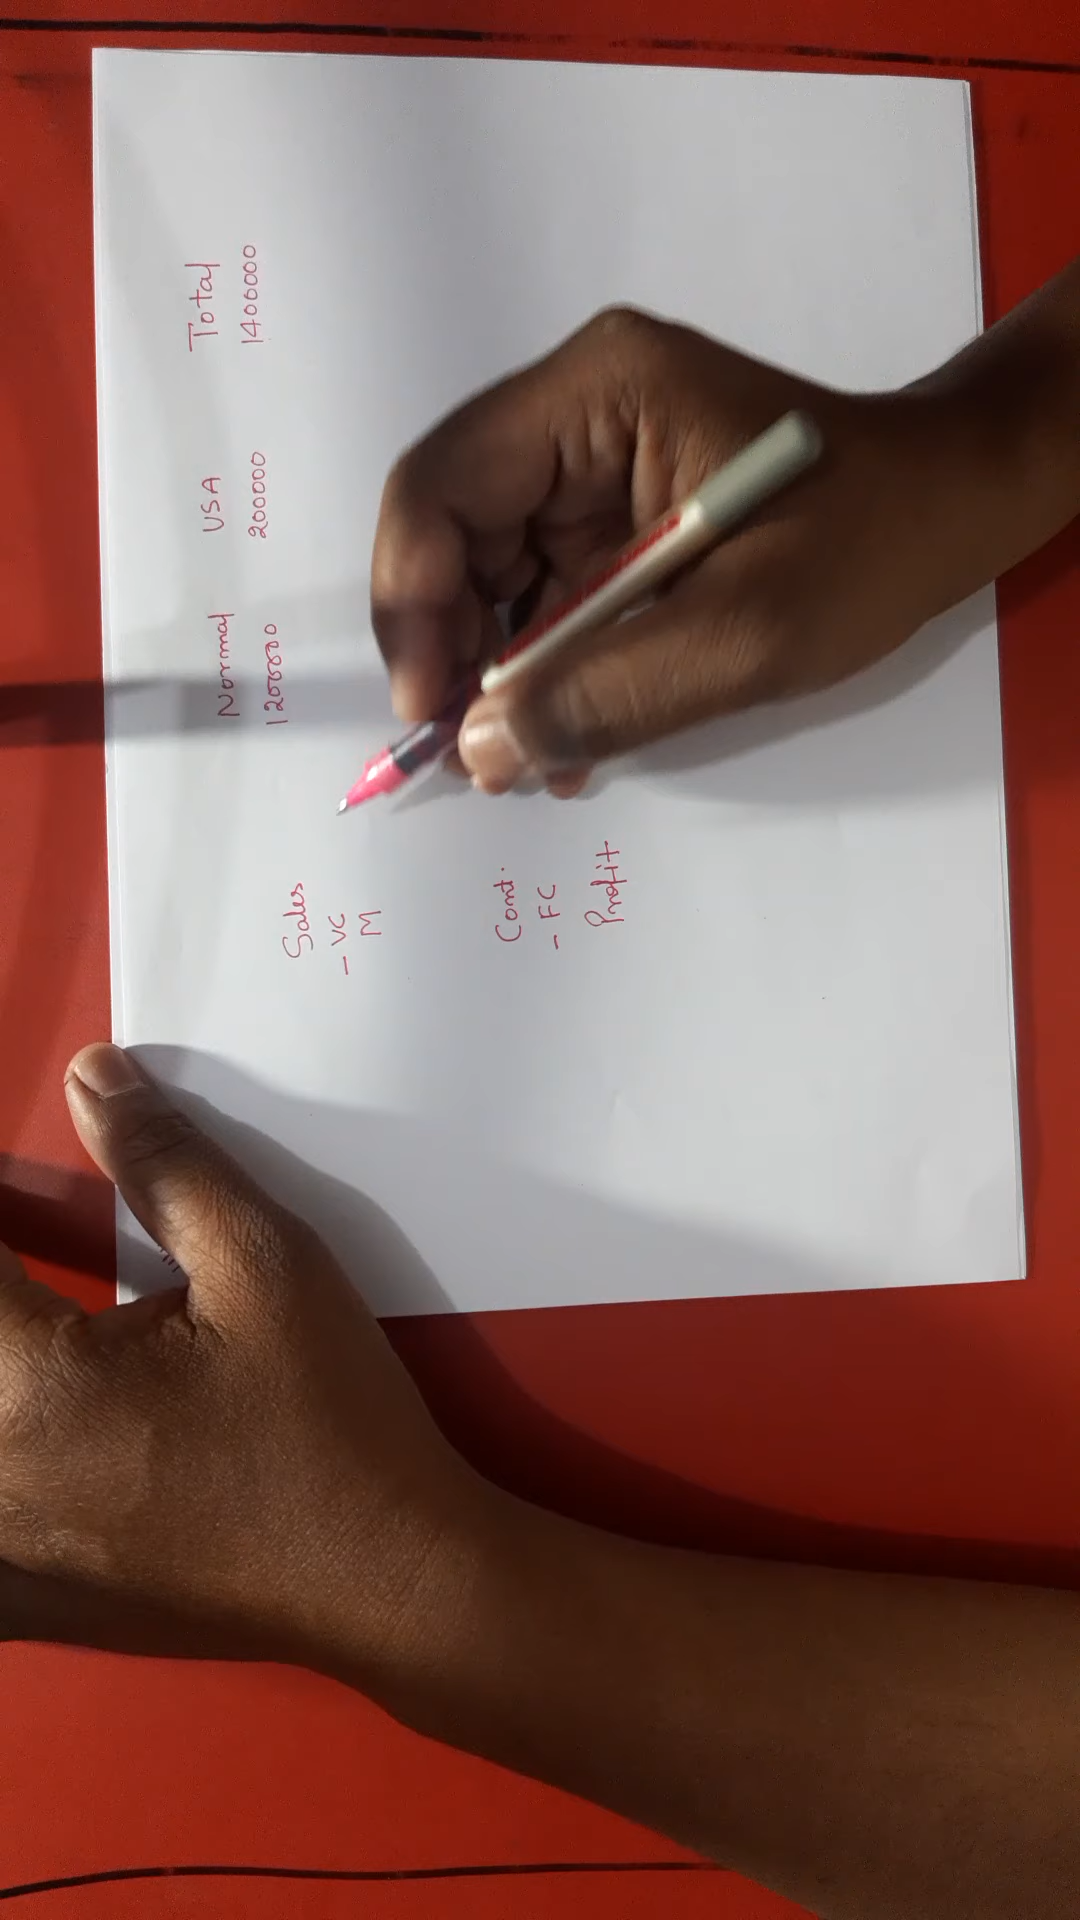 Normal USA Total
Sales 1200000 200000 1400000
- VC
M
Cont.
- FC
Profit